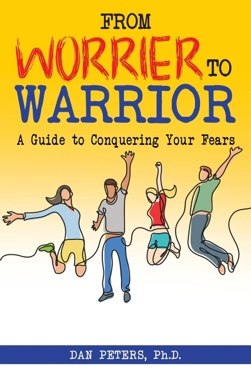 FROM
WORRIER TO
WARRIOR
A Guide to Conquering Your Fears
DAN PETERS, Ph.D.